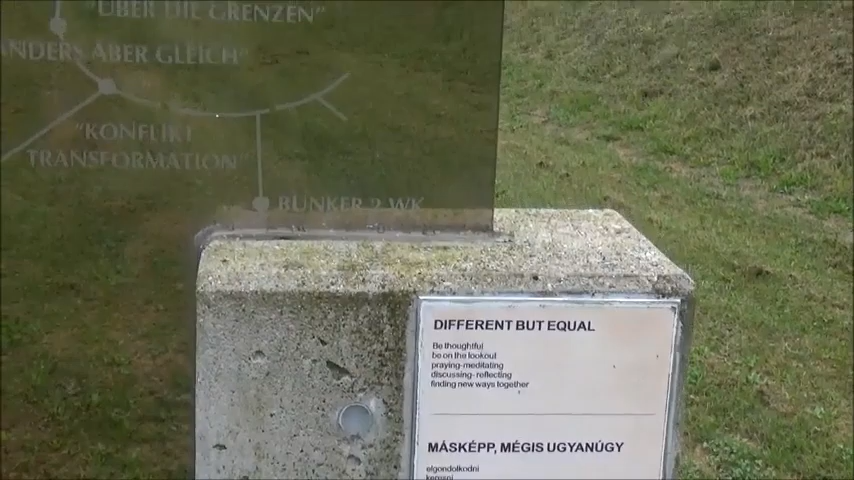 "ÜBER DIE GRENZEN"
ANDERS ABER GLEICH"
"KONFLIKT
TRANSFORMATION"
BUNKER 2.WK
DIFFERENT BUT EQUAL
Be thoughtful
be on the lookout
praying-meditating
discussing-reflecting
finding new ways together
MÁSKÉPP, MÉGIS UGYANÚGY
elgondolkodni
keresni